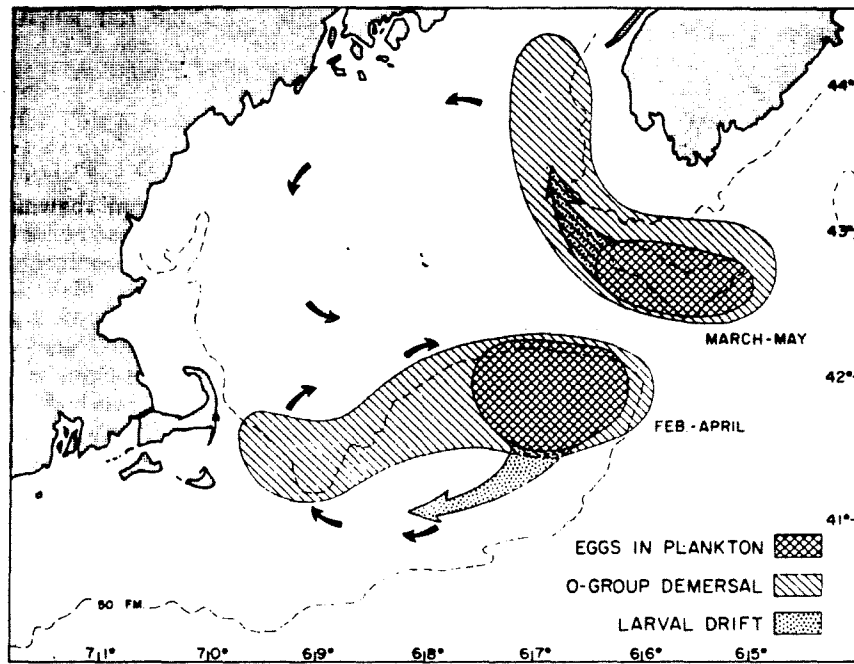 44°
43°
MARCH-MAY
42°
FEB.-APRIL
41°
EGGS IN PLANKTON
O-GROUP DEMERSAL
50 FM.
LARVAL DRIFT
71° 70° 69° 68° 67° 66° 65°